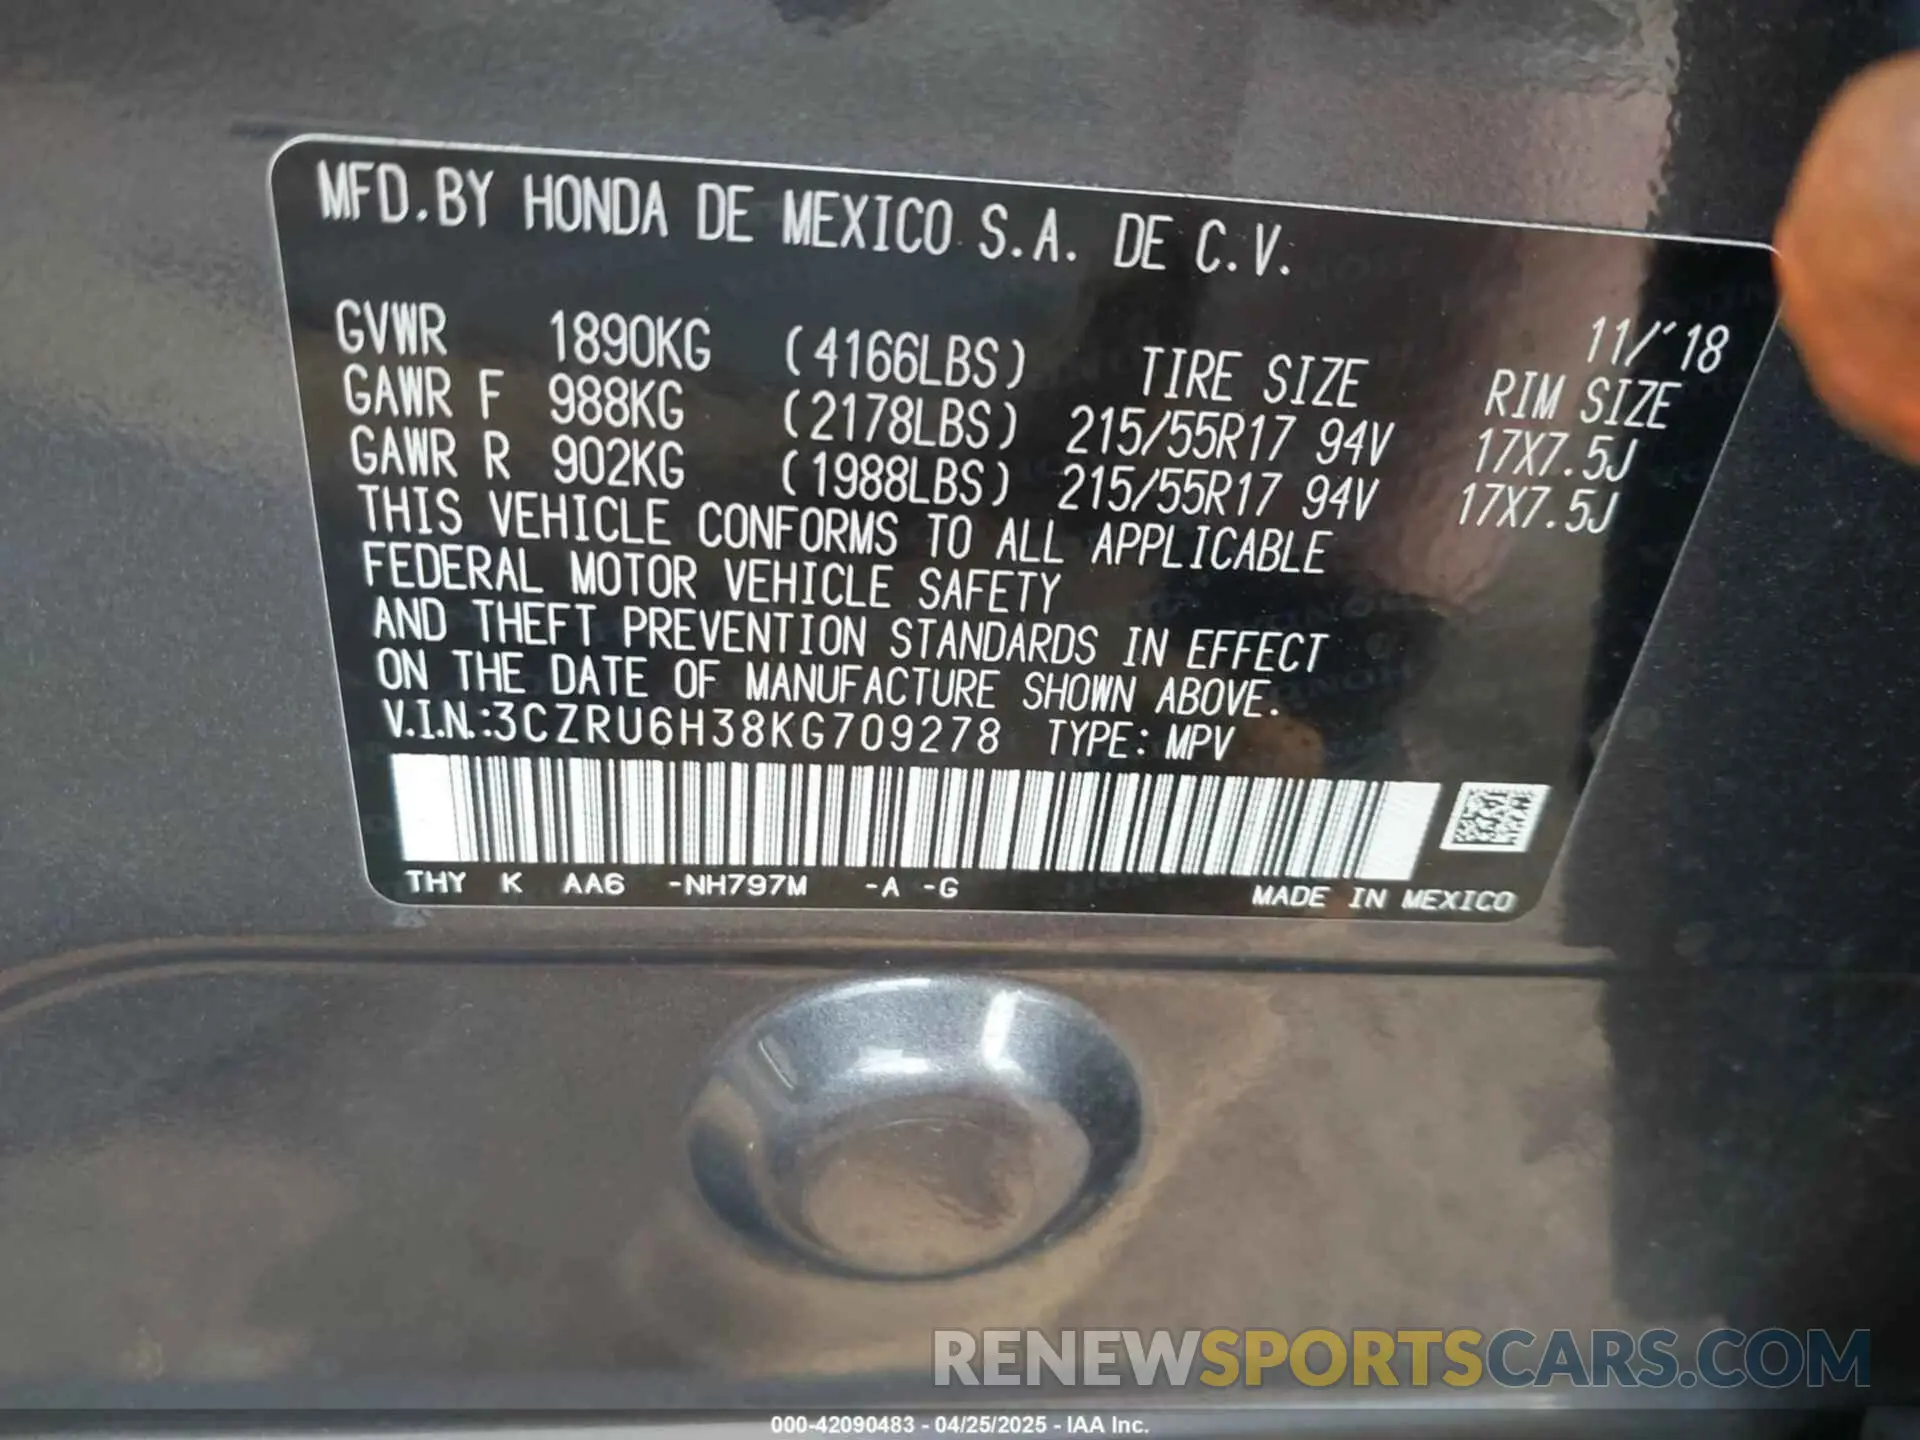 MFD.BY HONDA DE MEXICO S.A. DE C.V.
11/'18
GVWR 1890KG (4166LBS) TIRE SIZE RIM SIZE
GAWR F 988KG (2178LBS) 215/55R17 94V 17X7.5J
GAWR R 902KG (1988LBS) 215/55R17 94V 17X7.5J
THIS VEHICLE CONFORMS TO ALL APPLICABLE
FEDERAL MOTOR VEHICLE SAFETY
AND THEFT PREVENTION STANDARDS IN EFFECT
ON THE DATE OF MANUFACTURE SHOWN ABOVE.
V.I.N.:3CZRU6H38KG709278 TYPE: MPV
THY K AA6 -NH797M -A -G MADE IN MEXICO
RENEWSPORTSCARS.COM
000-42090483 - 04/25/2025 - IAA Inc.